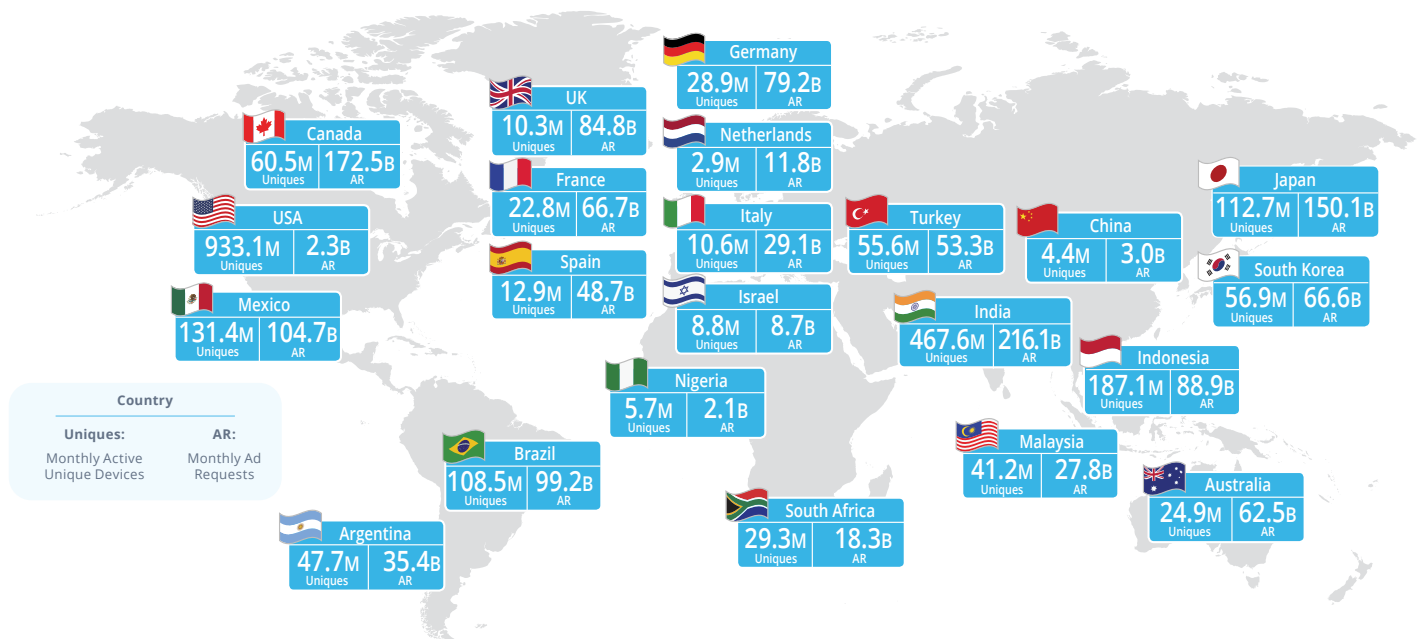 Germany
28.9M 79.2B
Uniques AR
UK
10.3M 84.8B
Uniques AR
Canada
60.5M 172.5B
Uniques AR
Netherlands
2.9M 11.8B
Uniques AR
France
22.8M 66.7B
Uniques AR
Japan
112.7M 150.1B
Uniques AR
USA
933.1M 2.3B
Uniques AR
Italy
10.6M 29.1B
Uniques AR
Turkey
55.6M 53.3B
Uniques AR
China
4.4M 3.0B
Uniques AR
Spain
12.9M 48.7B
Uniques AR
South Korea
56.9M 66.6B
Uniques AR
Mexico
131.4M 104.7B
Uniques AR
Israel
8.8M 8.7B
Uniques AR
India
467.6M 216.1B
Uniques AR
Indonesia
187.1M 88.9B
Uniques AR
Nigeria
5.7M 2.1B
Uniques AR
Country
Uniques: AR:
Monthly Active Monthly Ad
Unique Devices Requests
Brazil
108.5M 99.2B
Uniques AR
Malaysia
41.2M 27.8B
Uniques AR
Australia
24.9M 62.5B
Uniques AR
South Africa
29.3M 18.3B
Uniques AR
Argentina
47.7M 35.4B
Uniques AR